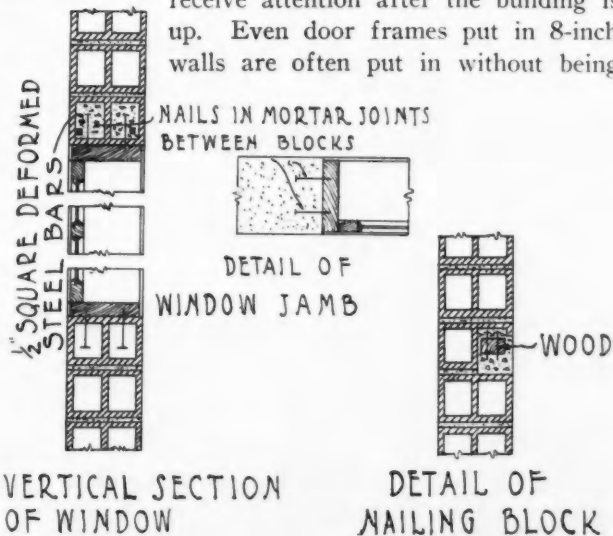 receive attention after the building is
up. Even door frames put in 8-inch
walls are often put in without being
½" SQUARE DEFORMED
STEEL BARS
NAILS IN MORTAR JOINTS
BETWEEN BLOCKS
DETAIL OF
WINDOW JAMB
WOOD
VERTICAL SECTION
OF WINDOW
DETAIL OF
NAILING BLOCK